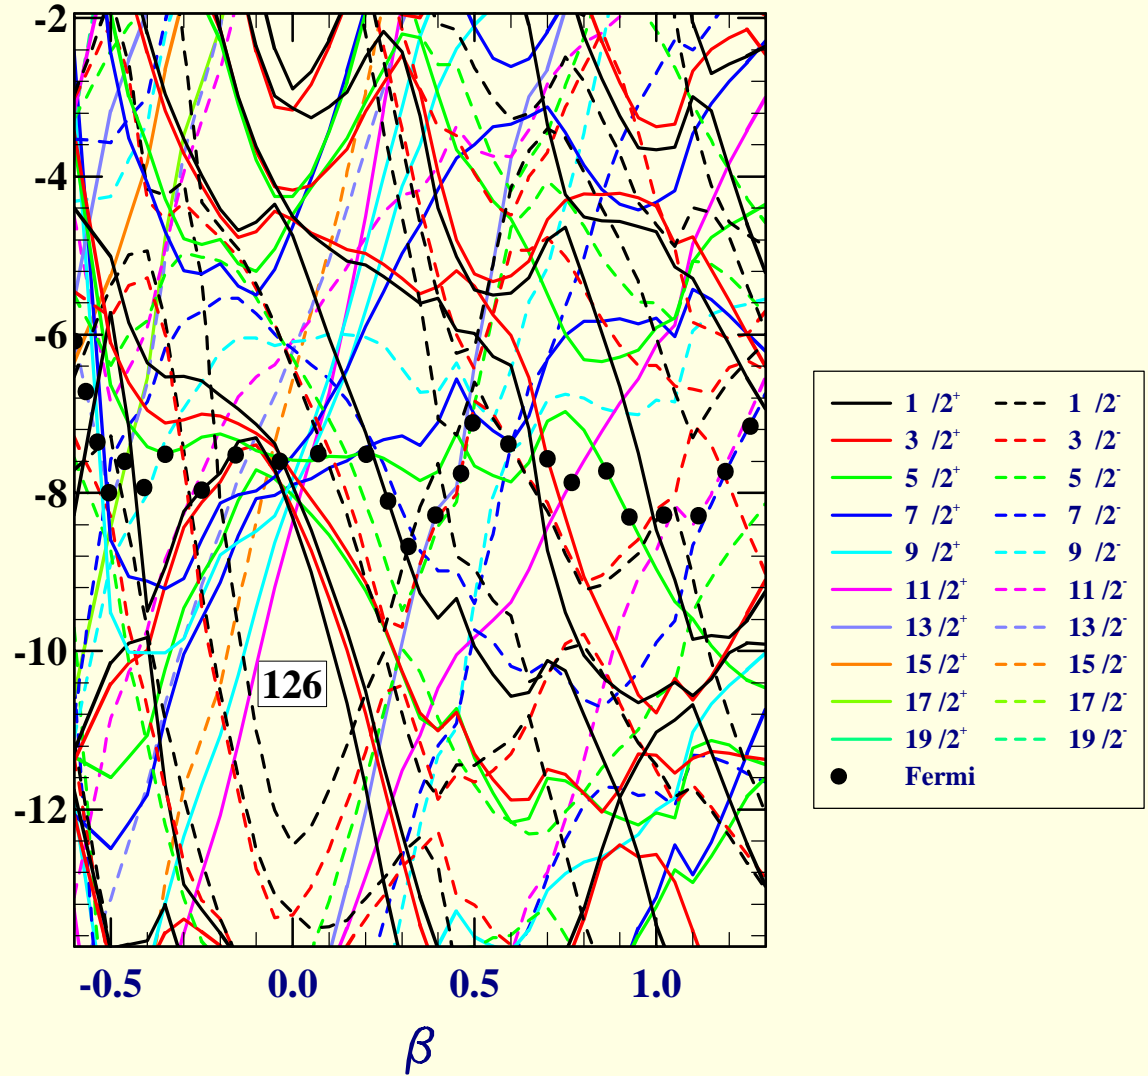 -2
-4
-6
-8
-10
-12
126
-0.5 0.0 0.5 1.0
β
1 /2+ 1 /2-
3 /2+ 3 /2-
5 /2+ 5 /2-
7 /2+ 7 /2-
9 /2+ 9 /2-
11 /2+ 11 /2-
13 /2+ 13 /2-
15 /2+ 15 /2-
17 /2+ 17 /2-
19 /2+ 19 /2-
Fermi